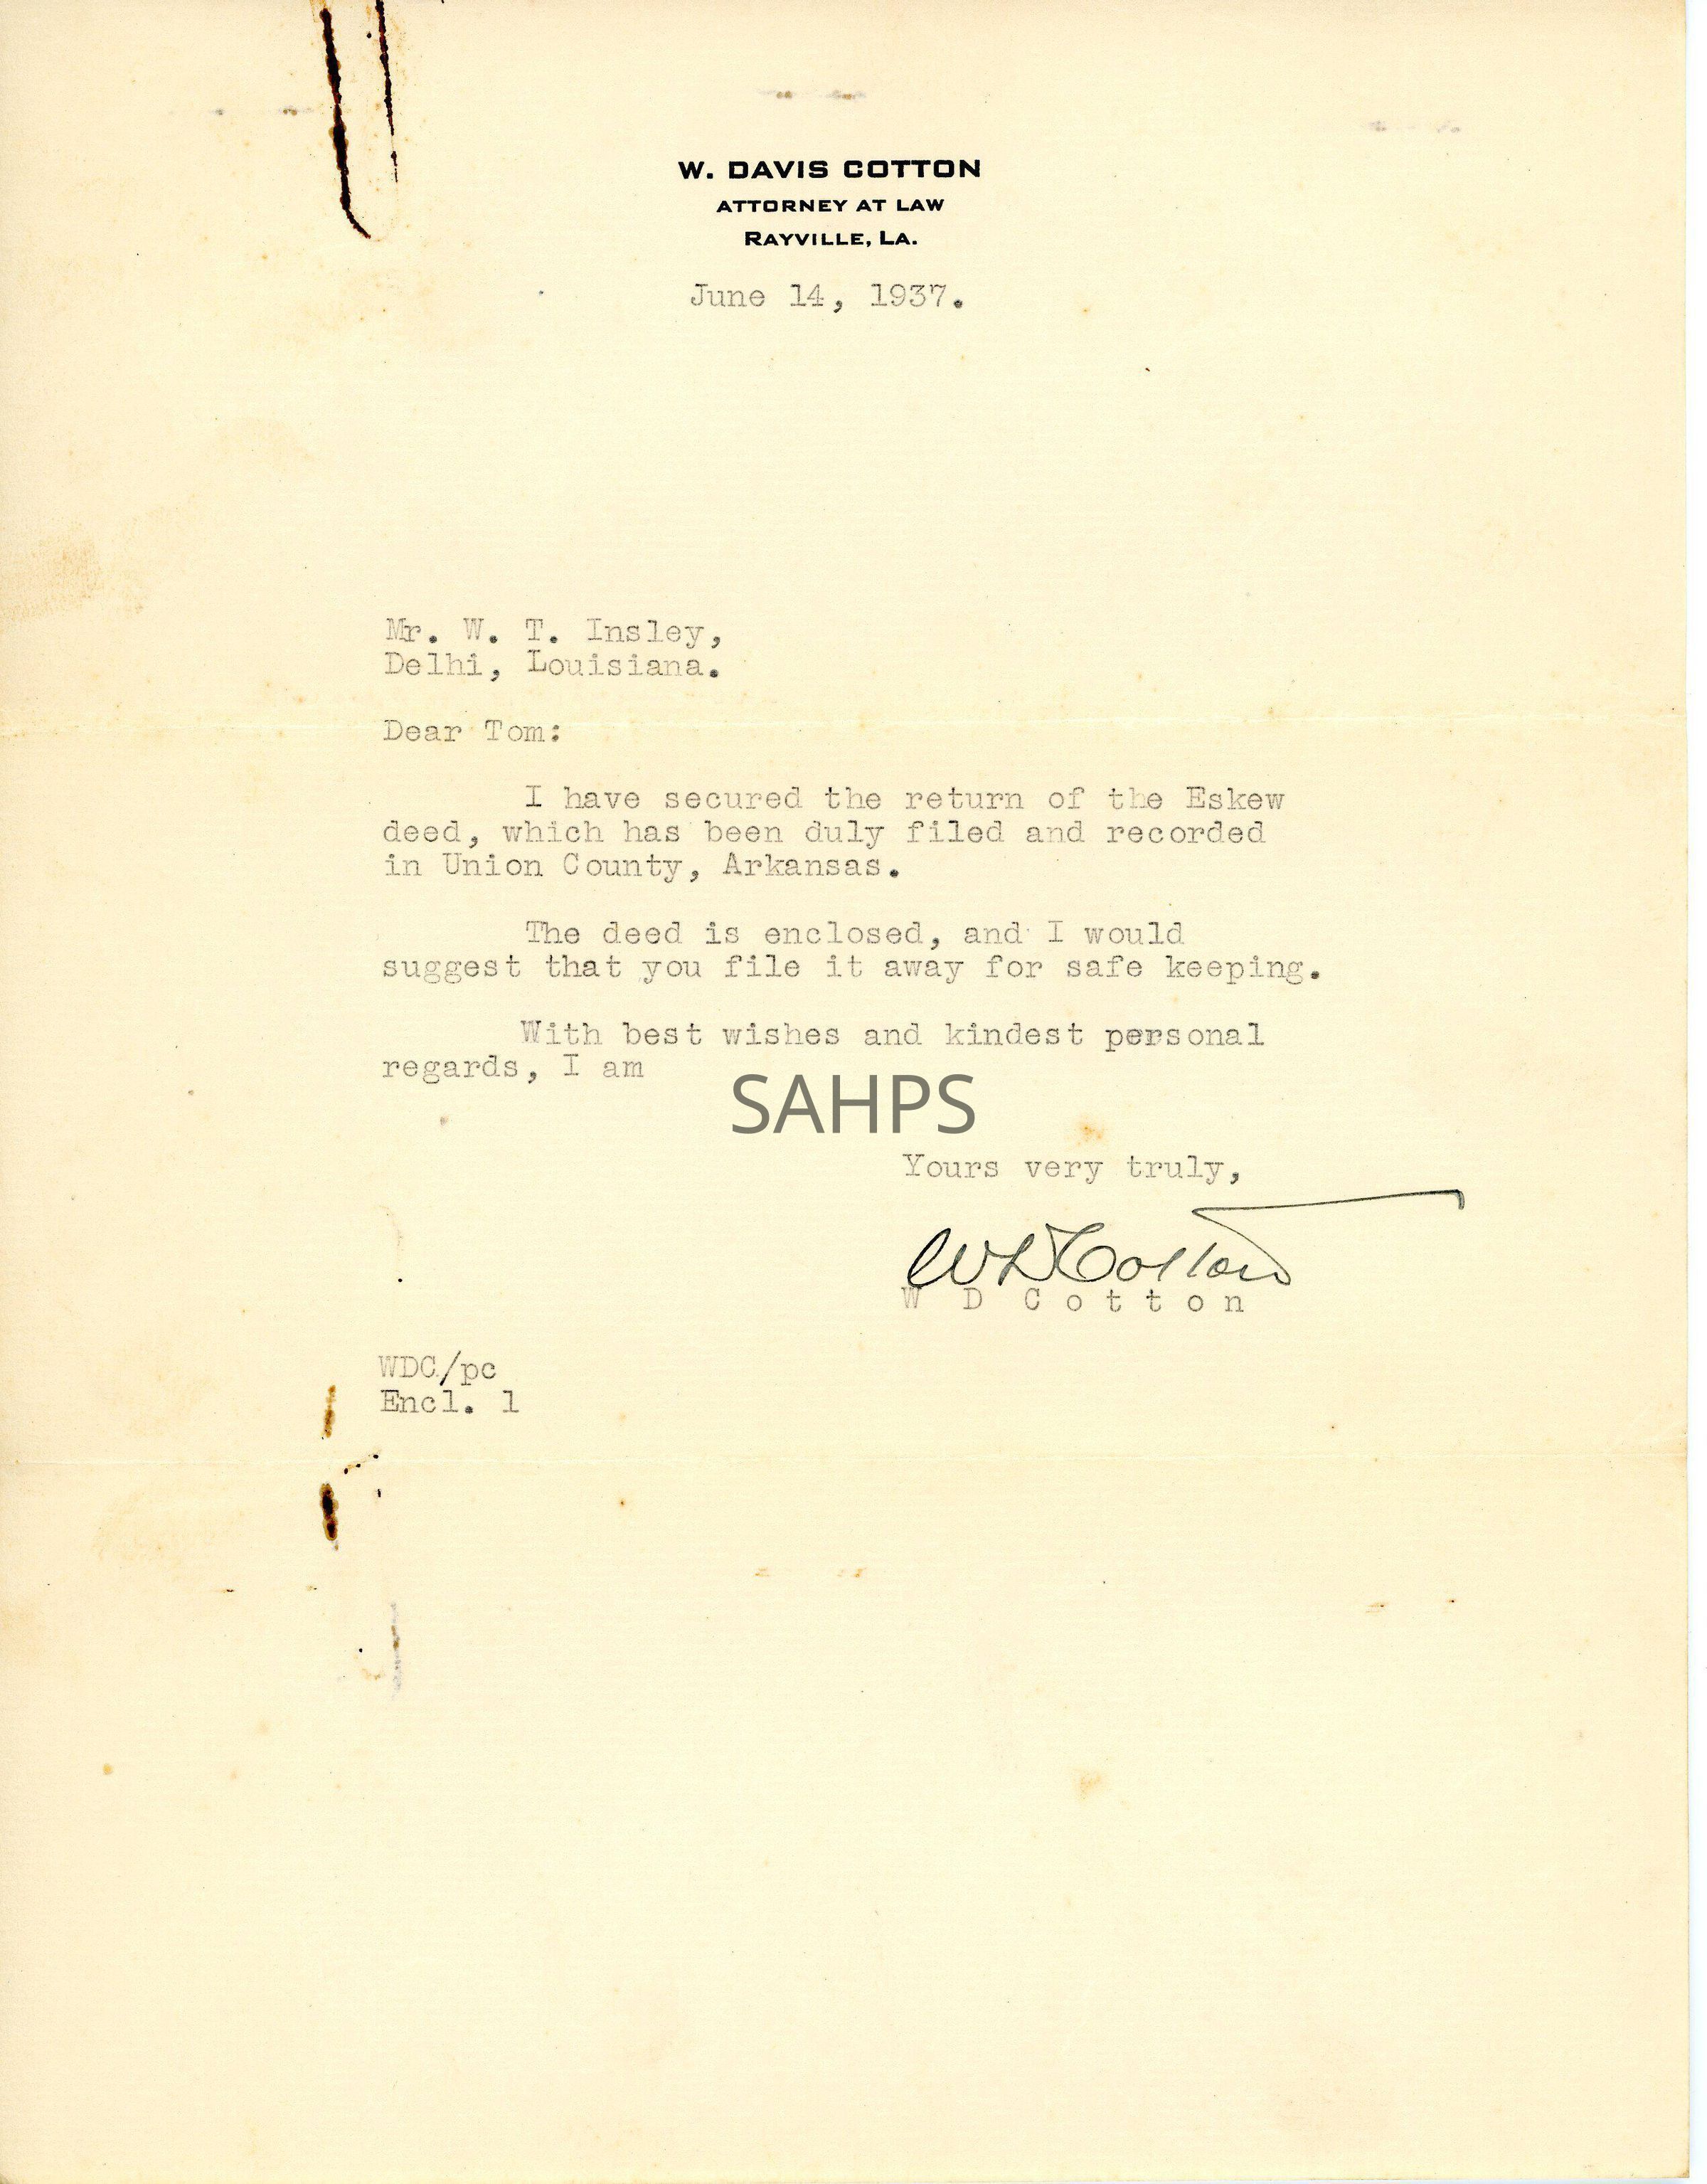 W. DAVIS COTTON
ATTORNEY AT LAW
RAYVILLE, LA.
June 14, 1937.
Mr. W. T. Insley,
Delhi, Louisiana.
Dear Tom:
I have secured the return of the Eskew
deed, which has been duly filed and recorded
in Union County, Arkansas.
The deed is enclosed, and I would
suggest that you file it away for safe keeping.
With best wishes and kindest personal
regards, I am
SAHPS
Yours very truly,
W D Cotton
W D C o t t o n
WDC/pc
Encl. 1